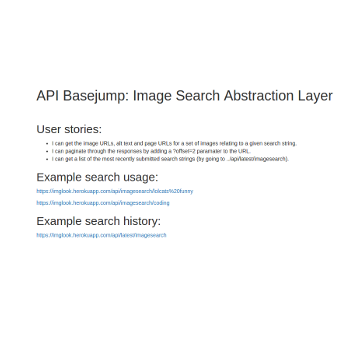 API Basejump: Image Search Abstraction Layer
User stories:
I can get the image URLs, alt text and page URLs for a set of images relating to a given search string.
I can paginate through the responses by adding a ?offset=2 parameter to the URL.
I can get a list of the most recently submitted search strings (by going to ../api/latest/imagesearch).
Example search usage:
https://imglook.herokuapp.com/api/imagesearch/lolcats%20funny
https://imglook.herokuapp.com/api/imagesearch/coding
Example search history:
https://imglook.herokuapp.com/api/latest/imagesearch